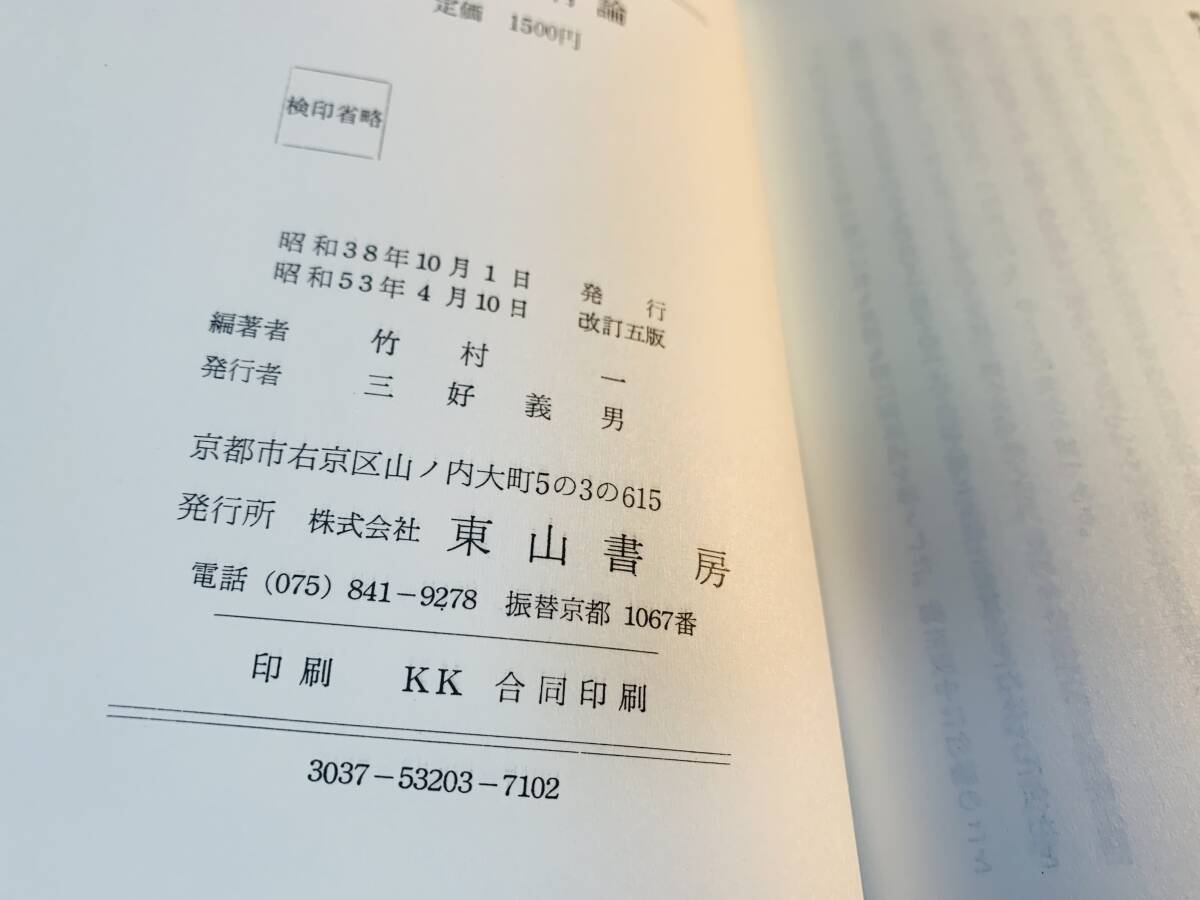 論
定価 1500円
検印省略
昭和38年10月1日 発行
昭和53年4月10日 改訂五版
編著者 竹村一
発行者 三好義男
京都市右京区山ノ内大町5の3の615
発行所 株式会社 東山書房
電話 (075) 841-9278 振替京都 1067番
印刷 KK 合同印刷
3037-53203-7102